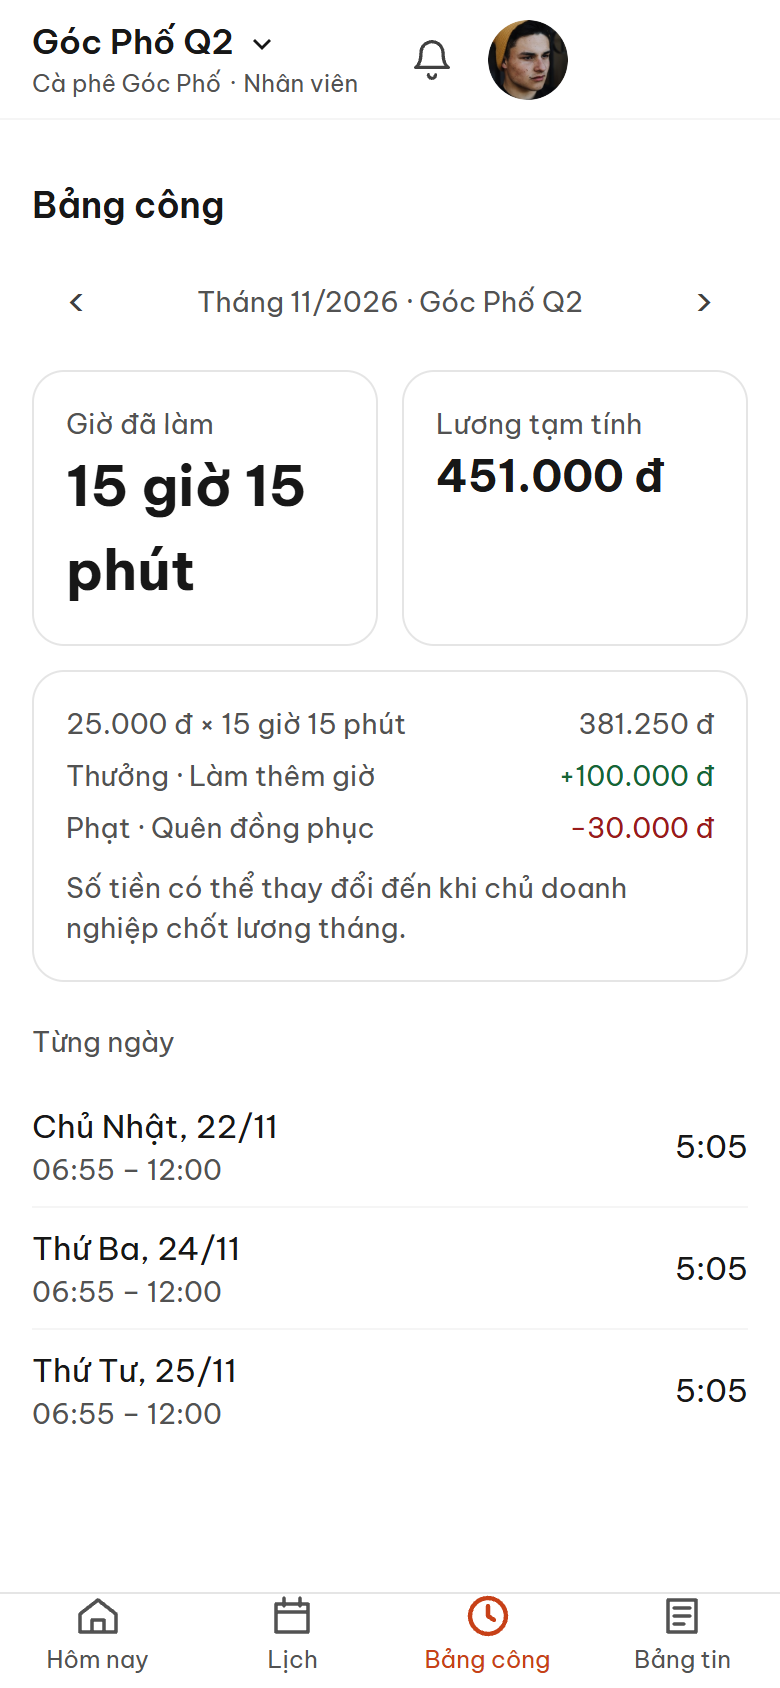 Góc Phố Q2
Cà phê Góc Phố · Nhân viên
Bảng công
Tháng 11/2026 · Góc Phố Q2
Giờ đã làm
15 giờ 15
phút
Lương tạm tính
451.000 đ
25.000 đ × 15 giờ 15 phút 381.250 đ
Thưởng · Làm thêm giờ +100.000 đ
Phạt · Quên đồng phục −30.000 đ
Số tiền có thể thay đổi đến khi chủ doanh
nghiệp chốt lương tháng.
Từng ngày
Chủ Nhật, 22/11
06:55 – 12:00 5:05
Thứ Ba, 24/11
06:55 – 12:00 5:05
Thứ Tư, 25/11
06:55 – 12:00 5:05
Hôm nay Lịch Bảng công Bảng tin